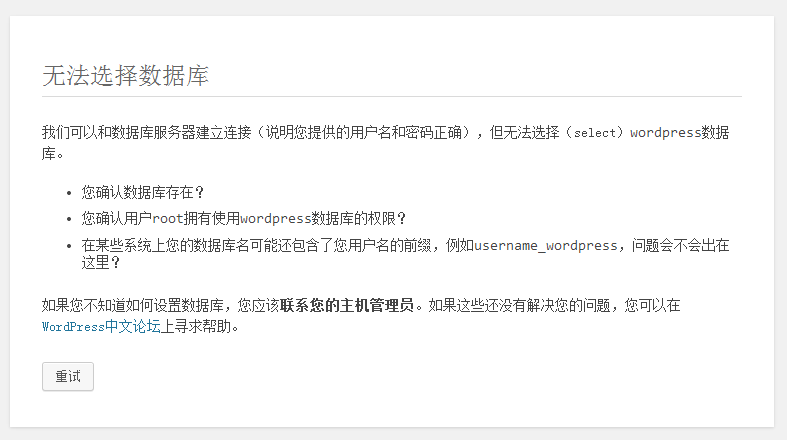 无法选择数据库
我们可以和数据库服务器建立连接（说明您提供的用户名和密码正确），但无法选择（select）wordpress数据
库。
• 您确认数据库存在？
• 您确认用户root拥有使用wordpress数据库的权限？
• 在某些系统上您的数据库名可能还包含了您用户名的前缀，例如username_wordpress，问题会不会出在
这里？
如果您不知道如何设置数据库，您应该联系您的主机管理员。如果这些还没有解决您的问题，您可以在
WordPress中文论坛上寻求帮助。
重试